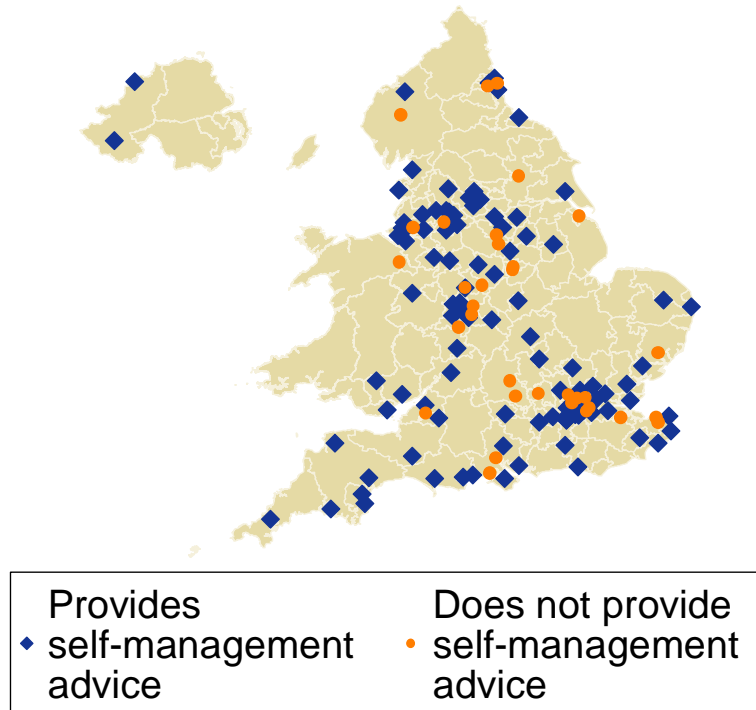 Provides
self-management
advice
Does not provide
self-management
advice